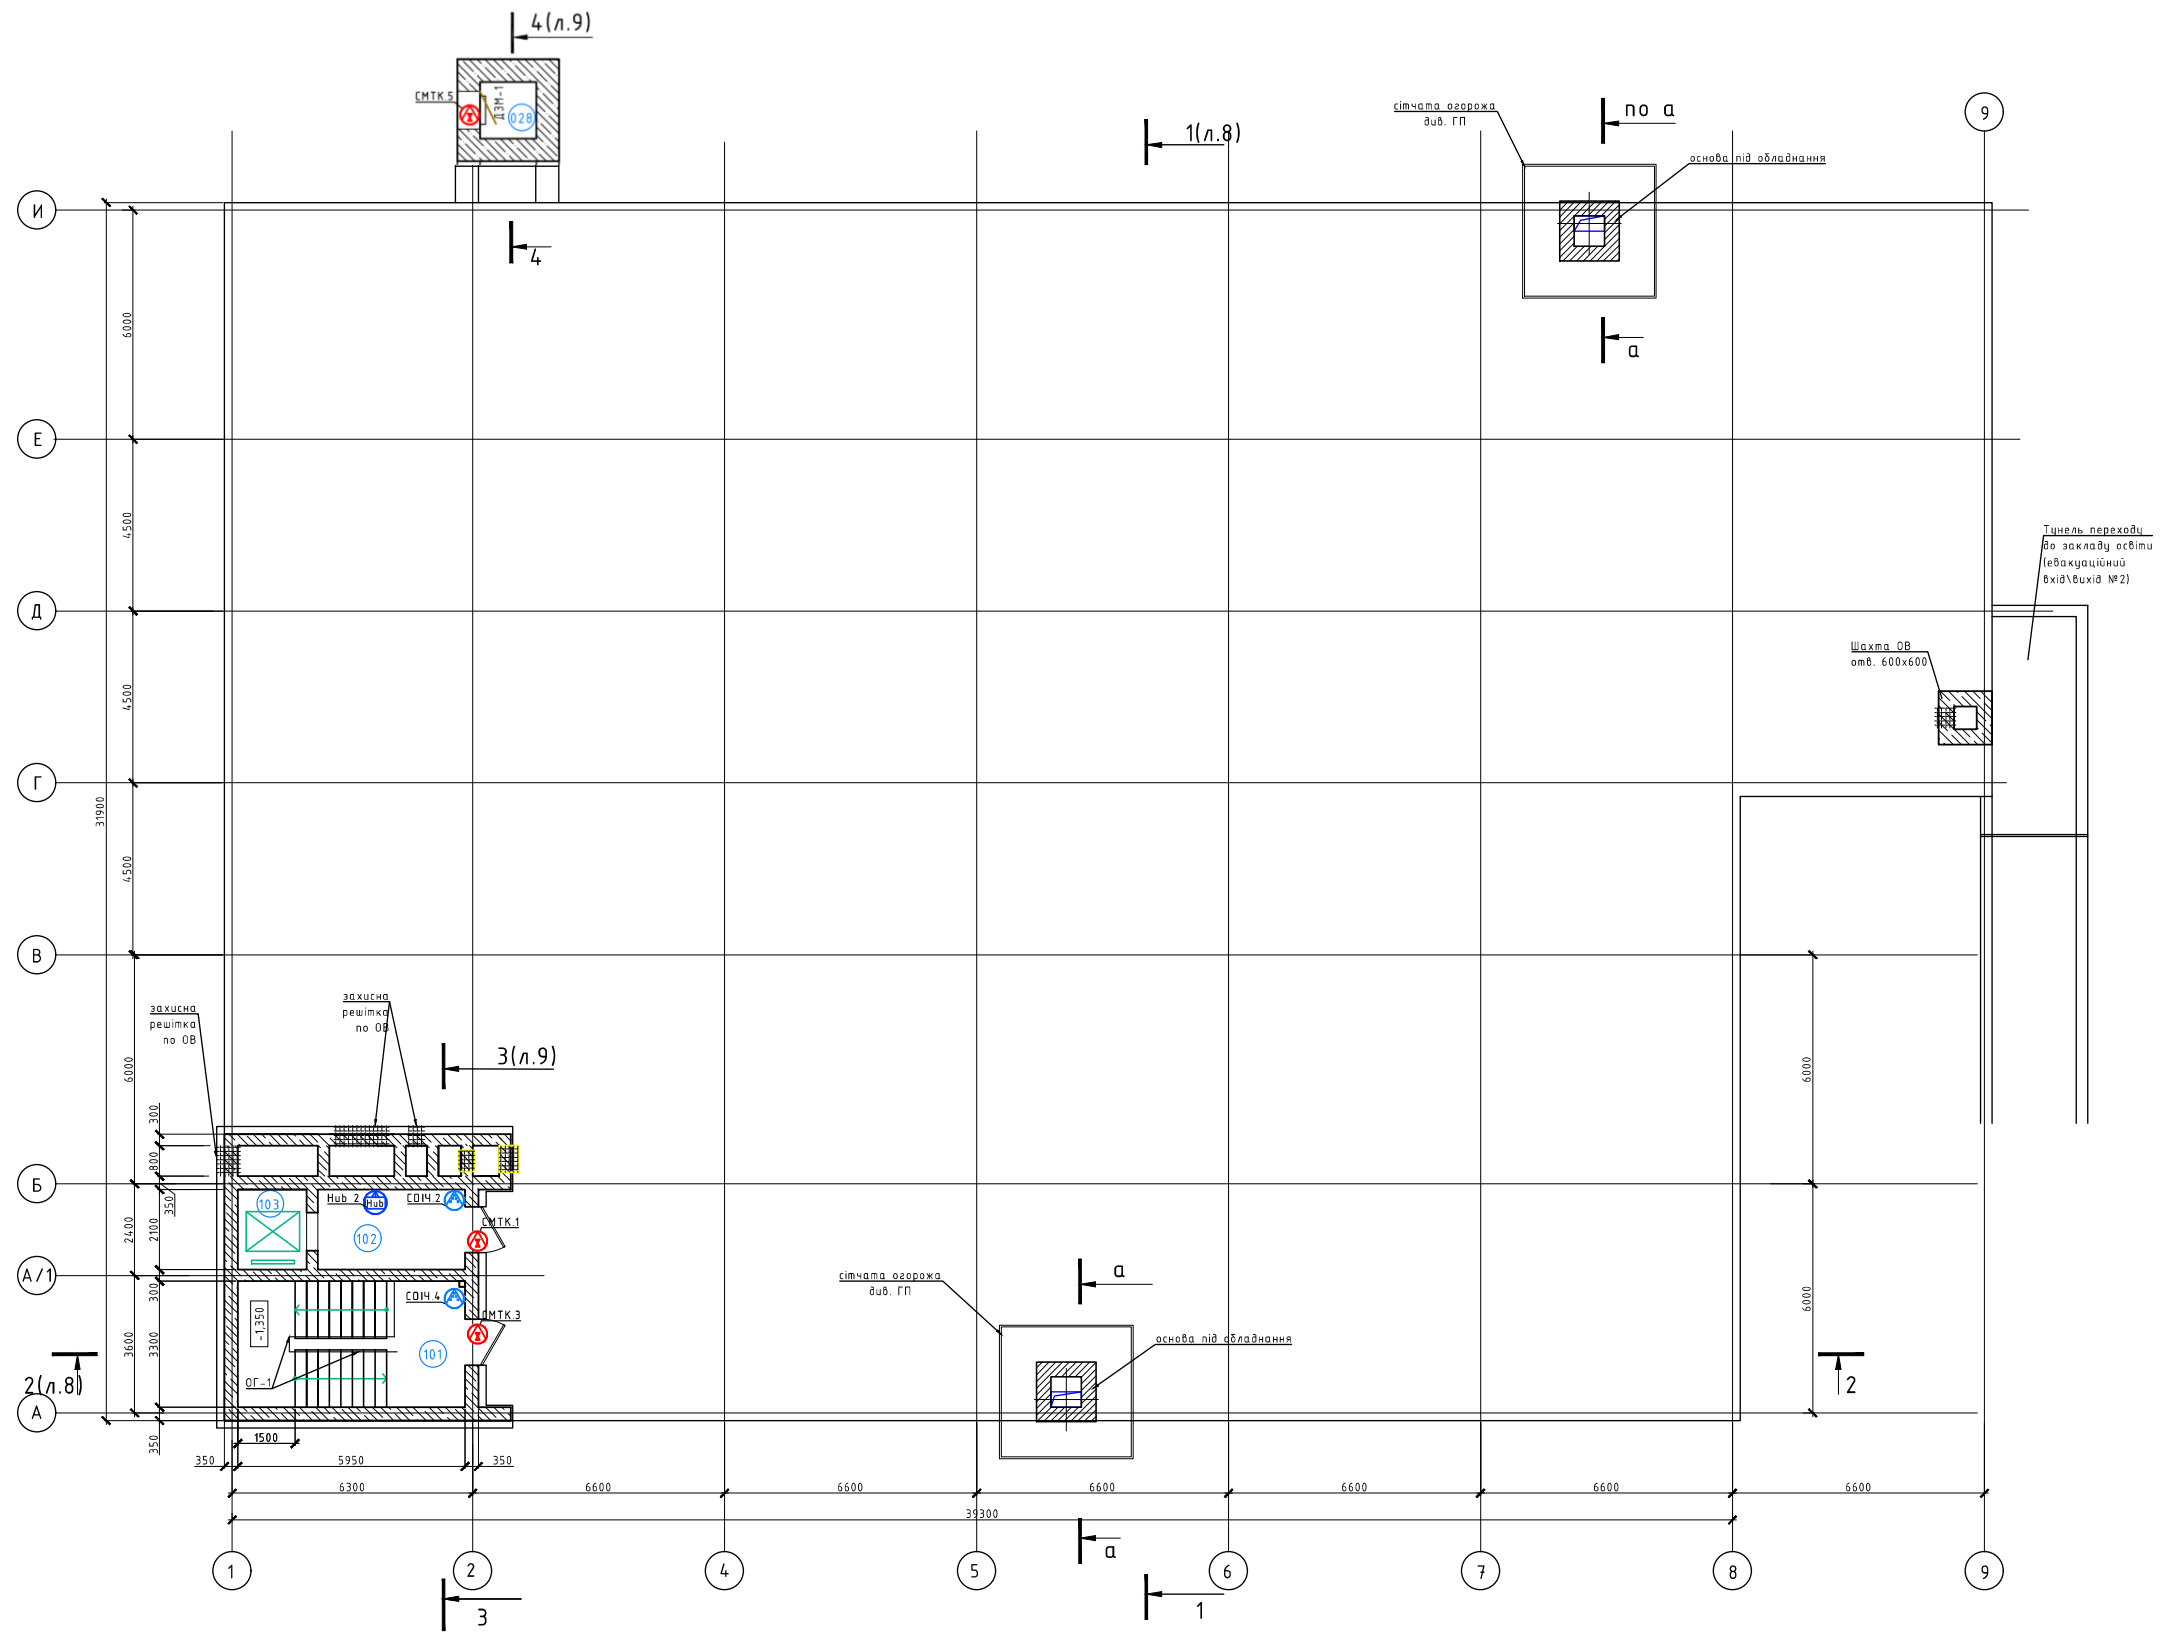 4(л.9)
СМТК.5
ДЗМ-1
028
1(л.8)
сітчата огорожа
див. ГП
по а
9
основа під обладнання
И
4
а
6000
Е
4500
Тунель переходу
до закладу освіти
(евакуаційний
вхід\вихід №2)
Д
Шахта ОВ
отв. 600х600
4500
Г
31900
4500
В
захисна
решітка
по ОВ
захисна
решітка
по ОВ
3(л.9)
6000
6000
300
800
Б
350
103
Hub 2
Hub
СОІЧ.2
СМТК.1
2400
2100
102
А/1
300
СОІЧ.4
СМТК.3
-1,350
3600
3300
101
ОГ-1
сітчата огорожа
див. ГП
а
основа під обладнання
6000
2(л.8)
2
А
350
1500
350
5950
350
6300
6600
6600
6600
6600
6600
6600
39300
а
1
2
4
5
6
7
8
9
3
1